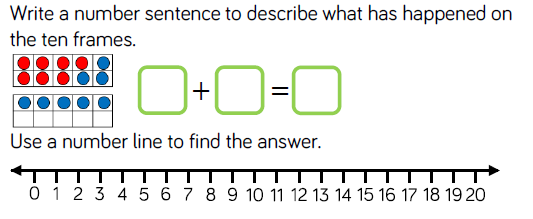 Write a number sentence to describe what has happened on
the ten frames.
+ =
Use a number line to find the answer.
0 1 2 3 4 5 6 7 8 9 10 11 12 13 14 15 16 17 18 19 20